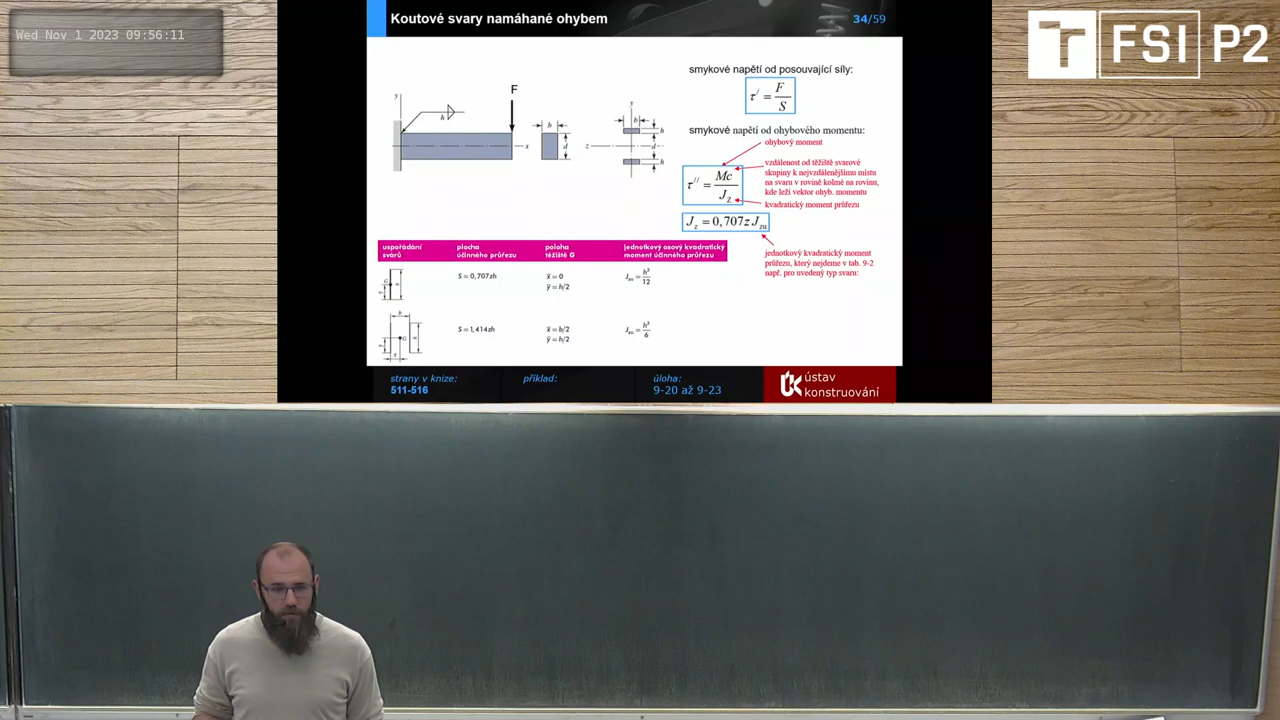 Wed Nov 1 2023 09:56:11
Koutové svary namáhané ohybem
34/59
FSI P2
smykové napětí od posouvající síly:
τ/ = F/S
F
y
h
x
b
d
z
y
b
h
d
h
smykové napětí od ohybového momentu:
ohybový moment
τ// = Mc/JZ
vzdálenost od těžiště svarové
skupiny k nejvzdálenějšímu místu
na svaru v rovině kolmé na rovinu,
kde leží vektor ohyb. momentu
kvadratický moment průřezu
Jz = 0,707z Jzu
jednotkový kvadratický moment
průřezu, který nejdeme v tab. 9-2
např. pro uvedený typ svaru:
uspořádání svarů
plocha účinného průřezu
poloha těžiště G
jednotkový osový kvadratický moment účinného průřezu
S = 0,707zh
x̄ = 0
ȳ = h/2
Jzu = h³/12
b
G
S = 1,414zh
x̄ = b/2
ȳ = h/2
Jzu = h³/6
strany v knize:
511-516
příklad:
úloha:
9-20 až 9-23
ústav
konstruování